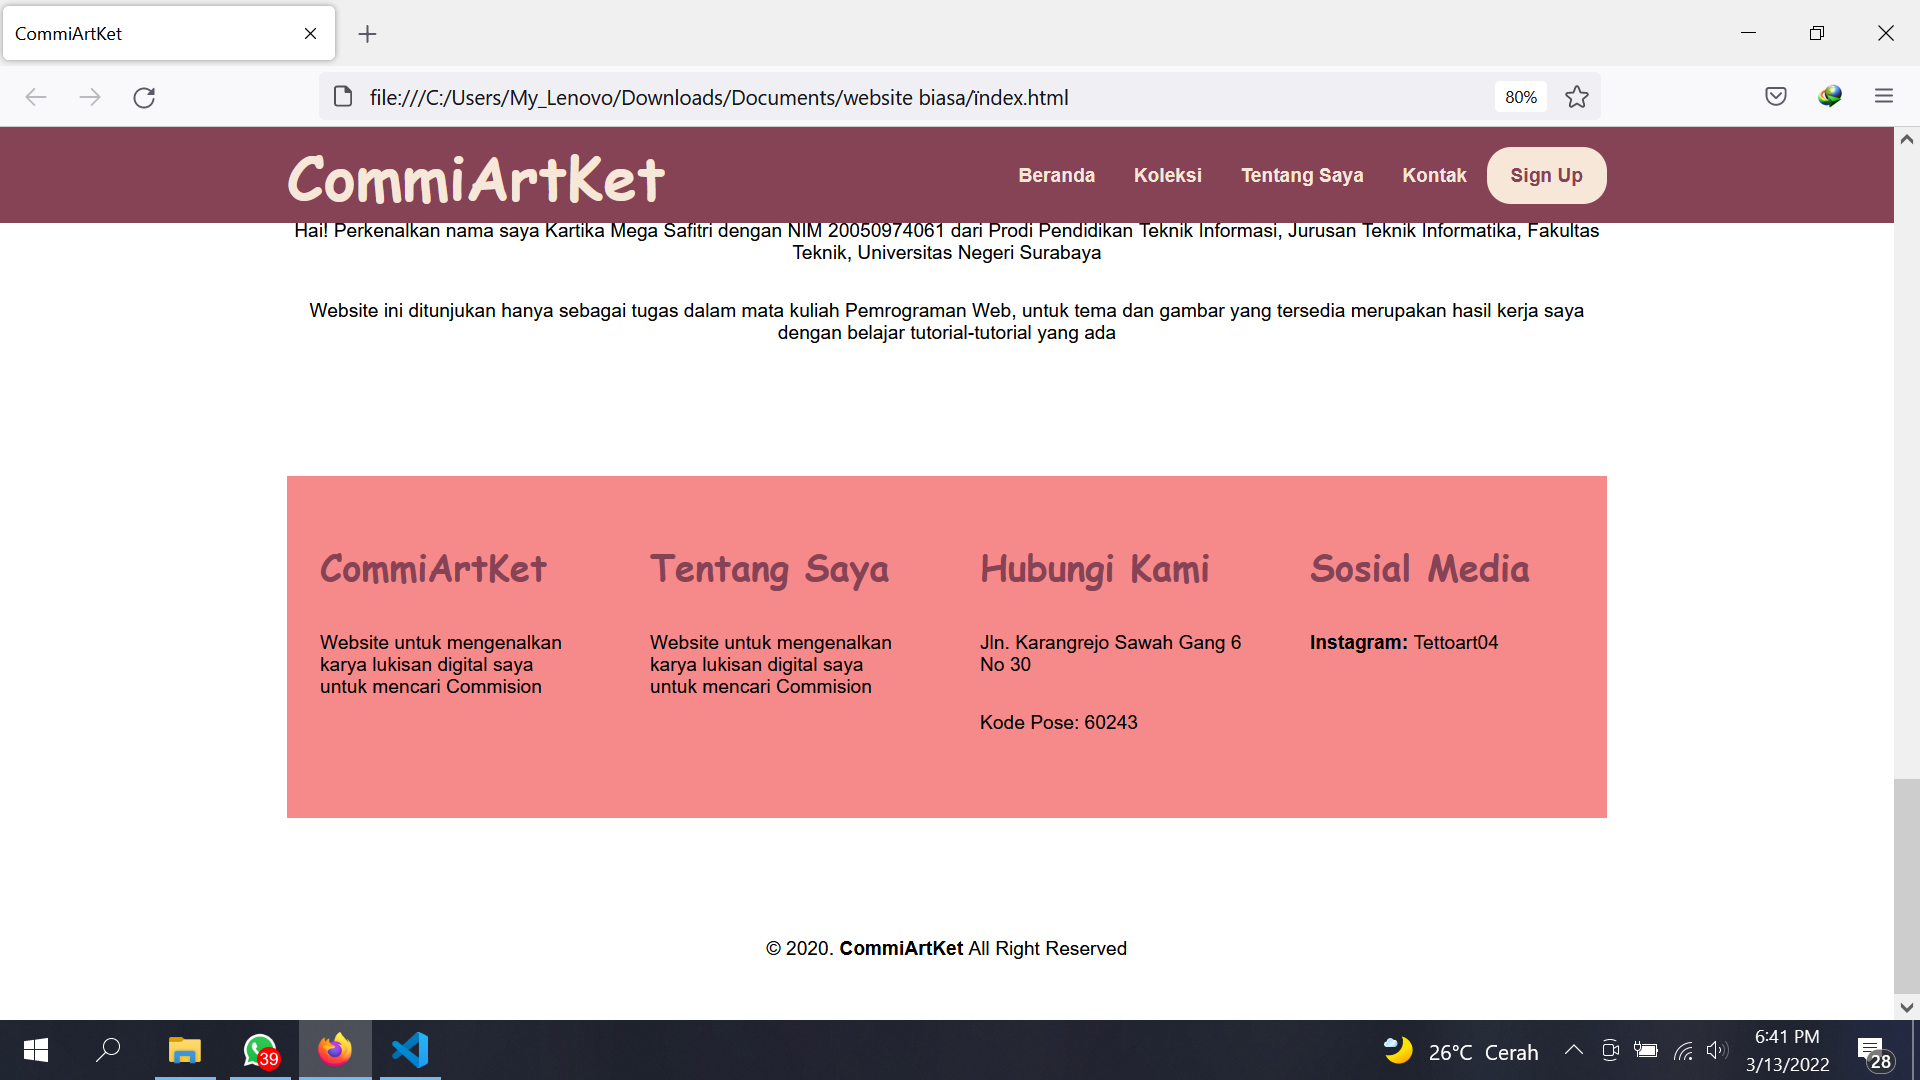 CommiArtKet
file:///C:/Users/My_Lenovo/Downloads/Documents/website biasa/ïndex.html
80%
CommiArtKet
Beranda
Koleksi
Tentang Saya
Kontak
Sign Up
Hai! Perkenalkan nama saya Kartika Mega Safitri dengan NIM 20050974061 dari Prodi Pendidikan Teknik Informasi, Jurusan Teknik Informatika, Fakultas
Teknik, Universitas Negeri Surabaya
Website ini ditunjukan hanya sebagai tugas dalam mata kuliah Pemrograman Web, untuk tema dan gambar yang tersedia merupakan hasil kerja saya
dengan belajar tutorial-tutorial yang ada
CommiArtKet
Website untuk mengenalkan
karya lukisan digital saya
untuk mencari Commision
Tentang Saya
Website untuk mengenalkan
karya lukisan digital saya
untuk mencari Commision
Hubungi Kami
Jln. Karangrejo Sawah Gang 6
No 30
Kode Pose: 60243
Sosial Media
Instagram: Tettoart04
© 2020. CommiArtKet All Right Reserved
39
26°C Cerah
6:41 PM
3/13/2022
28